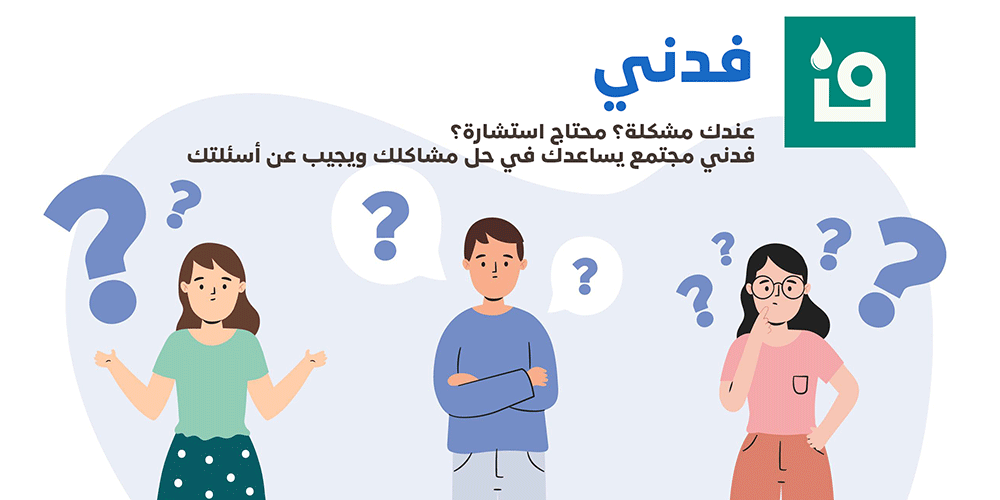 فدني
عندك مشكلة؟ محتاج استشارة؟
فدني مجتمع يساعدك في حل مشاكلك ويجيب عن أسئلتك